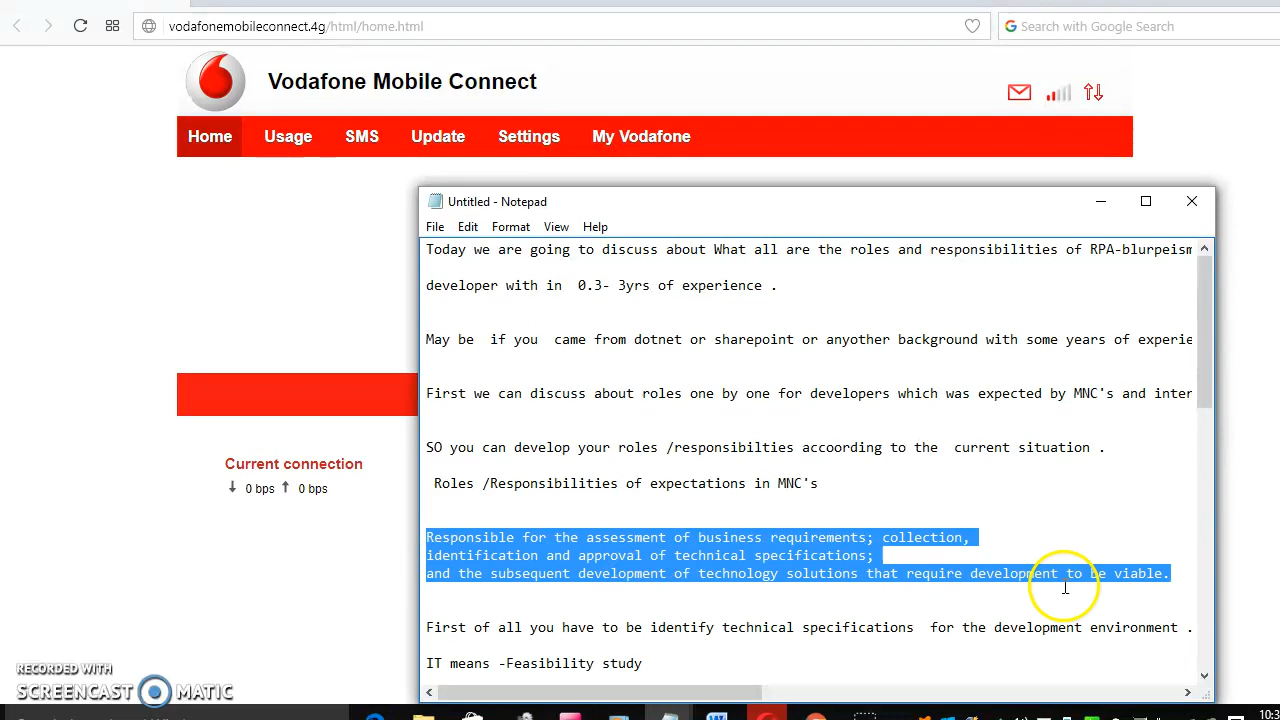 vodafonemobileconnect.4g/html/home.html
Search with Google
Vodafone Mobile Connect
Home Usage SMS Update Settings My Vodafone
Untitled - Notepad
File Edit Format View Help
Today we are going to discuss about What all are the roles and responsibilities of RPA-blurpeism
developer with in 0.3- 3yrs of experience .
May be if you came from dotnet or sharepoint or anyother background with some years of experie
First we can discuss about roles one by one for developers which was expected by MNC's and inter
SO you can develop your roles /responsibilties accoording to the current situation .
Current connection
0 bps 0 bps
Roles /Responsibilities of expectations in MNC's
Responsible for the assessment of business requirements; collection,
identification and approval of technical specifications;
and the subsequent development of technology solutions that require development to be viable.
First of all you have to be identify technical specifications for the development environment .
IT means -Feasibility study
RECORDED WITH
SCREENCAST MATIC